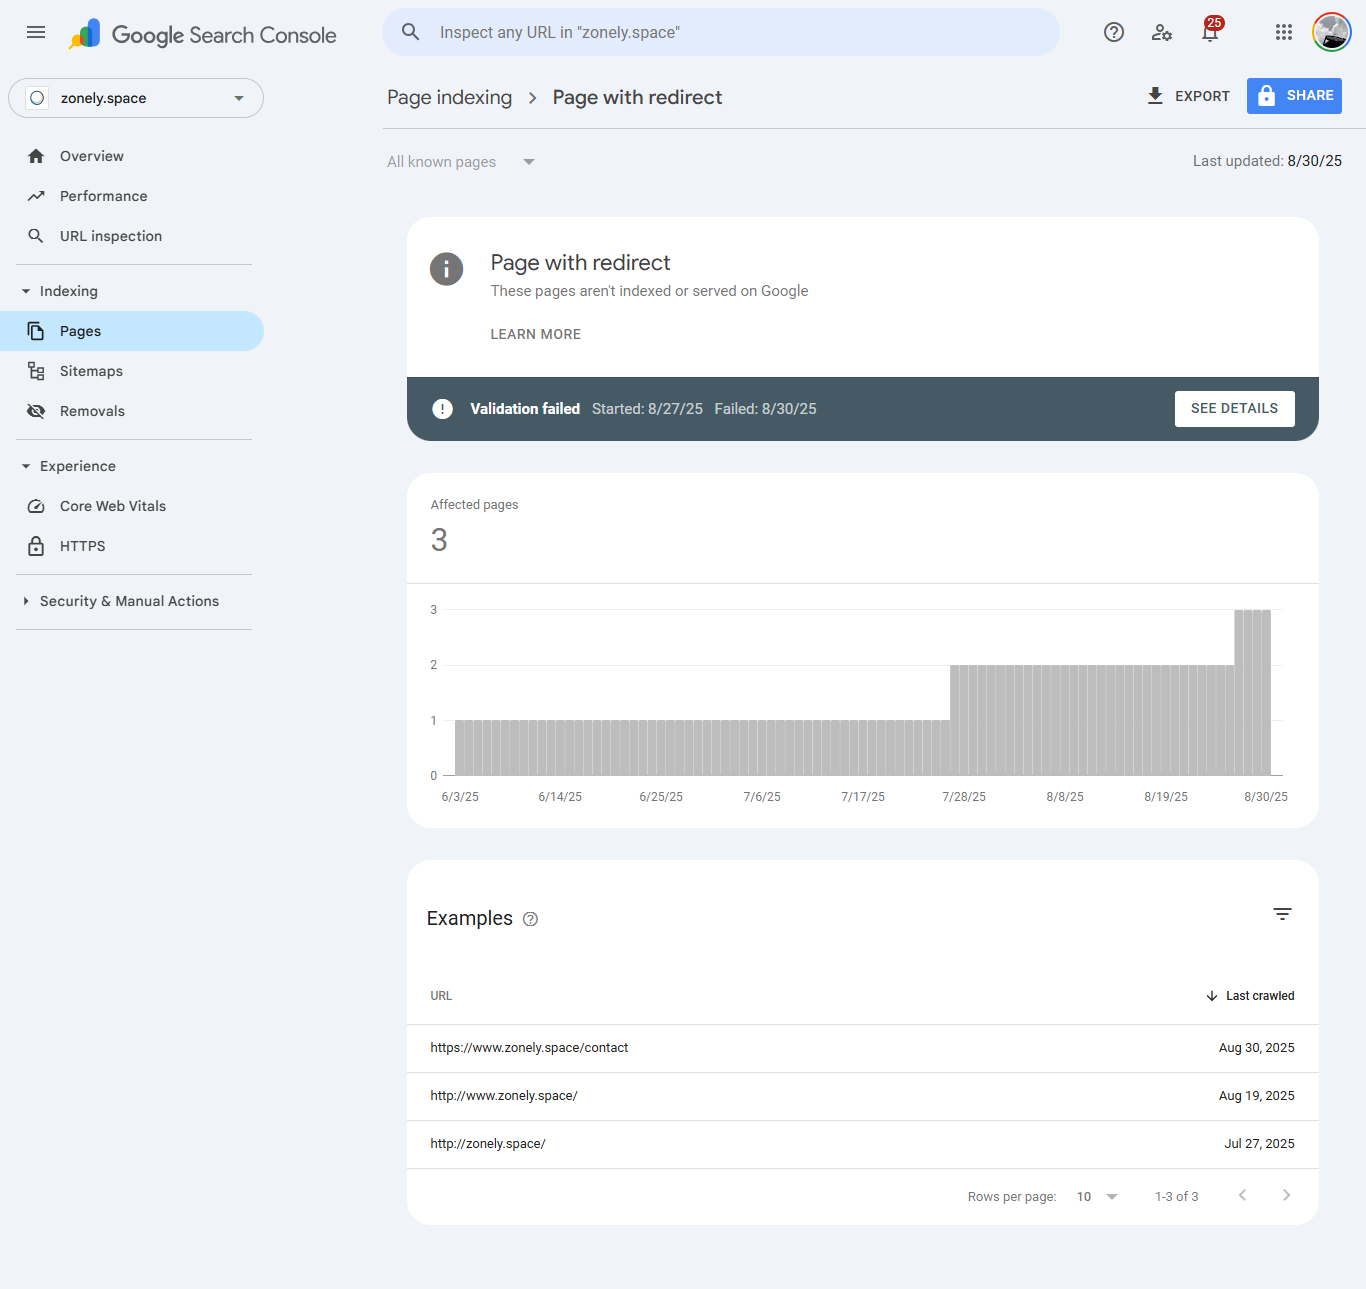 Google Search Console
Inspect any URL in "zonely.space"
25
zonely.space
Page indexing
Page with redirect
EXPORT
SHARE
All known pages
Last updated: 8/30/25
Overview
Performance
URL inspection
Indexing
Pages
Sitemaps
Removals
Experience
Core Web Vitals
HTTPS
Security & Manual Actions
Page with redirect
These pages aren't indexed or served on Google
LEARN MORE
Validation failed Started: 8/27/25 Failed: 8/30/25
SEE DETAILS
Affected pages
3
3
2
1
0
6/3/25 6/14/25 6/25/25 7/6/25 7/17/25 7/28/25 8/8/25 8/19/25 8/30/25
Examples
URL Last crawled
https://www.zonely.space/contact Aug 30, 2025
http://www.zonely.space/ Aug 19, 2025
http://zonely.space/ Jul 27, 2025
Rows per page: 10 1-3 of 3